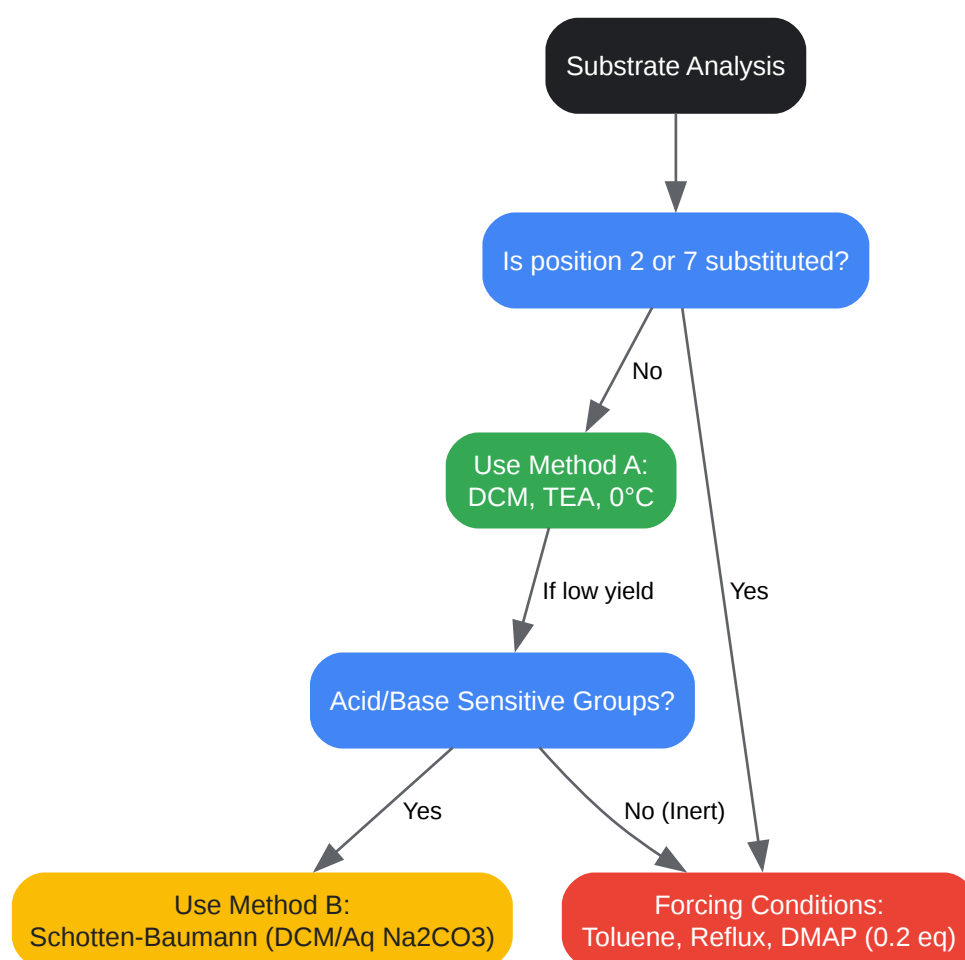 Substrate Analysis
Is position 2 or 7 substituted?
No
Use Method A:
DCM, TEA, 0°C
If low yield
Yes
Acid/Base Sensitive Groups?
Yes
No (Inert)
Use Method B:
Schotten-Baumann (DCM/Aq Na2CO3)
Forcing Conditions:
Toluene, Reflux, DMAP (0.2 eq)